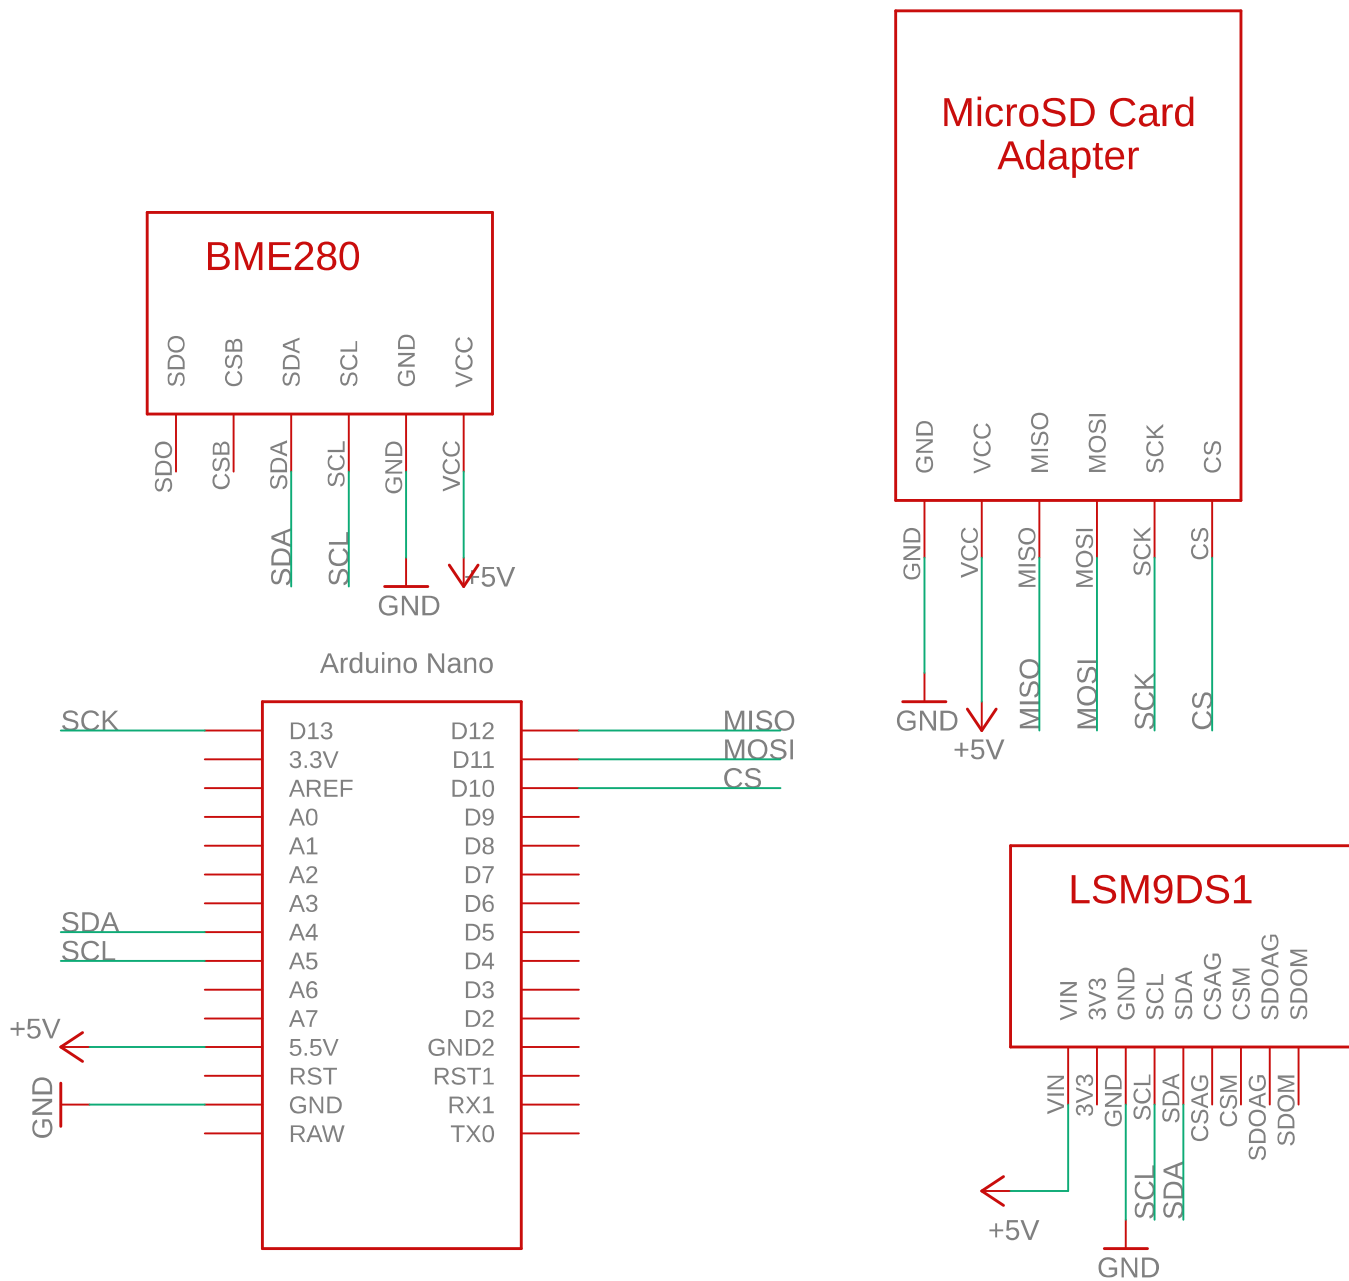 MicroSD Card
Adapter
GND
VCC
MISO
MOSI
SCK
CS
GND
VCC
MISO
MOSI
SCK
CS
GND
+5V
MISO
MOSI
SCK
CS
BME280
SDO
CSB
SDA
SCL
GND
VCC
SDO
CSB
SDA
SCL
GND
VCC
SDA
SCL
GND
+5V
Arduino Nano
SCK
D13
3.3V
AREF
A0
A1
A2
A3
SDA
A4
SCL
A5
A6
A7
+5V
5.5V
RST
GND
GND
RAW
D12
MISO
D11
MOSI
D10
CS
D9
D8
D7
D6
D5
D4
D3
D2
GND2
RST1
RX1
TX0
LSM9DS1
VIN
3V3
GND
SCL
SDA
CSAG
CSM
SDOAG
SDOM
VIN
3V3
GND
SCL
SDA
CSAG
CSM
SDOAG
SDOM
+5V
GND
SCL
SDA